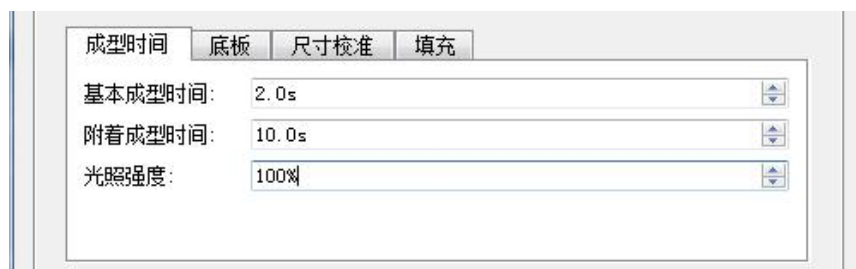 成型时间 底板 尺寸校准 填充
基本成型时间: 2.0s
附着成型时间: 10.0s
光照强度: 100%